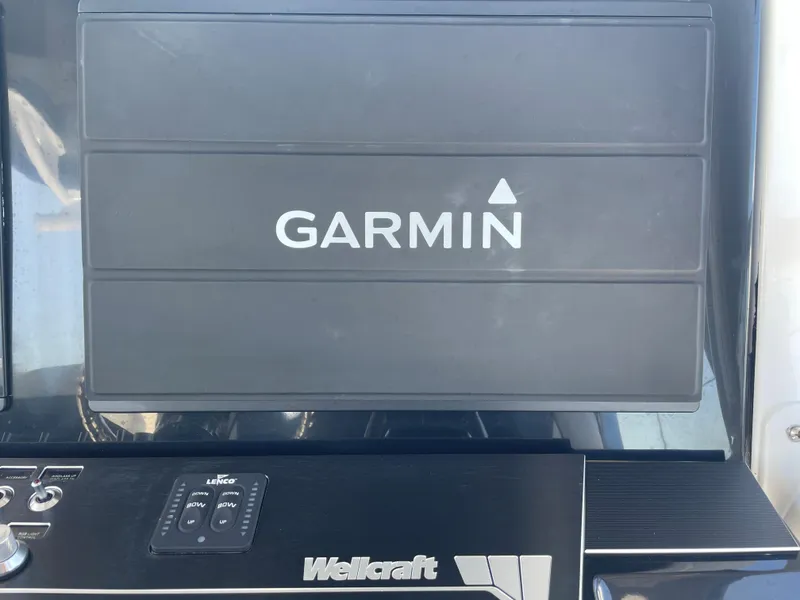 GARMIN
LENCO
DOWN DOWN
BOW BOW
UP UP
Wellcraft